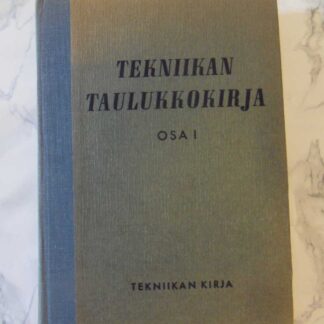 TEKNIIKAN
TAULUKKOKIRJA
OSA I
TEKNIIKAN KIRJA